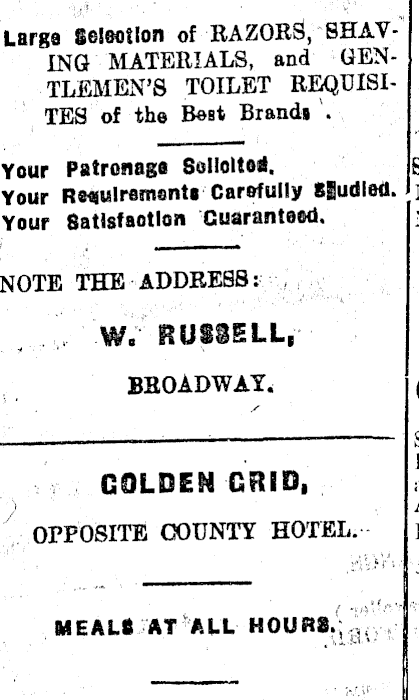 Large Selection of RAZORS, SHAV-
ING MATERIALS, and GEN-
TLEMEN'S TOILET REQUISI-
TES of the Best Brands .
Your Patronage Solicited.
Your Requirements Carefully Studied.
Your Satisfaction Guaranteed.
NOTE THE ADDRESS:
W. RUSSELL,
BROADWAY.
GOLDEN GRID,
OPPOSITE COUNTY HOTEL.
MEALS AT ALL HOURS.